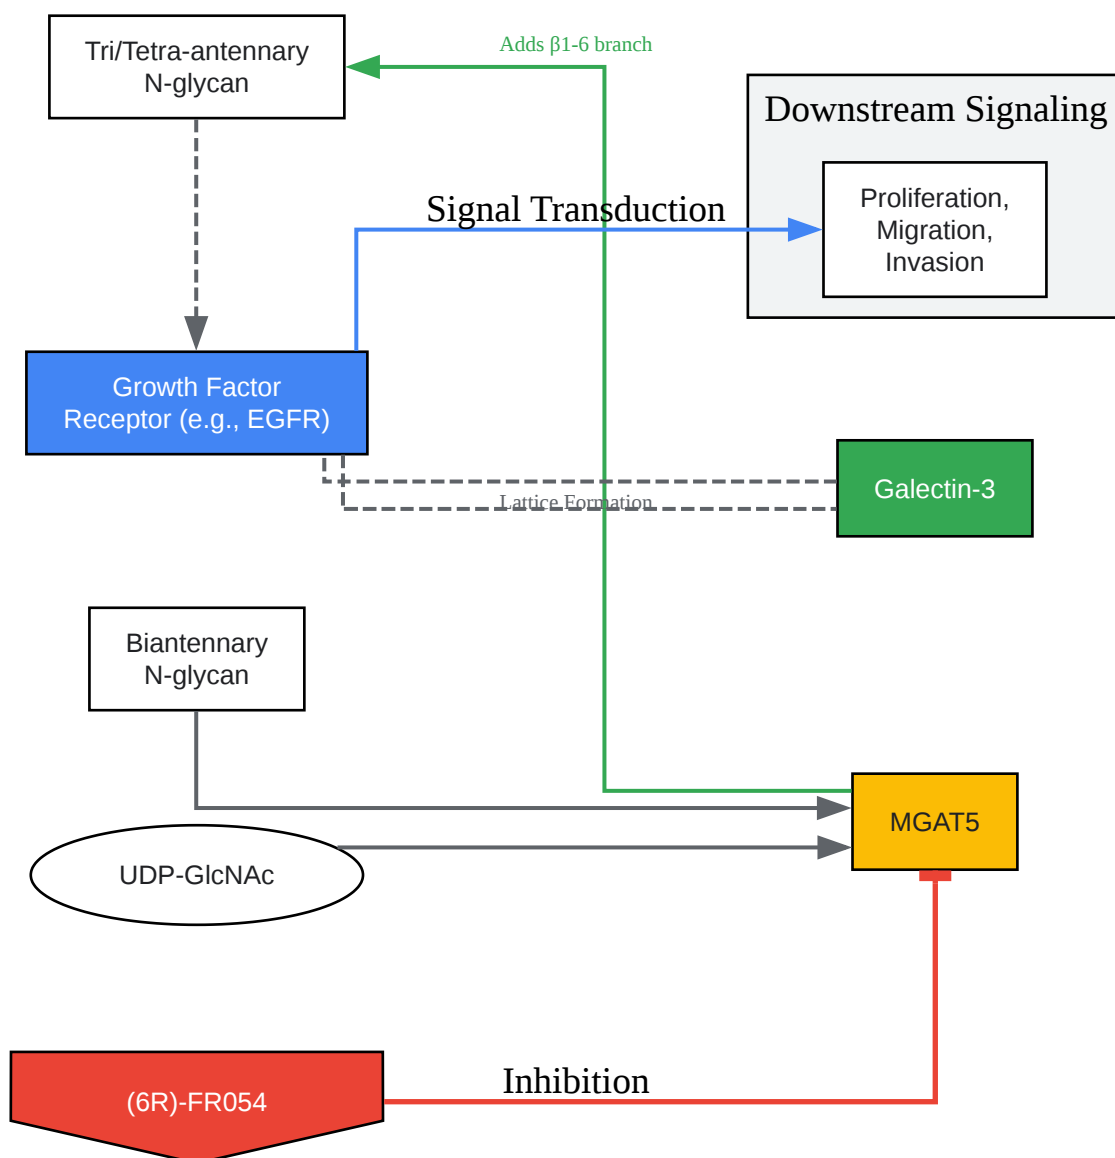 Tri/Tetra-antennary
N-glycan
Adds β1-6 branch
Downstream Signaling
Signal Transduction
Proliferation,
Migration,
Invasion
Growth Factor
Receptor (e.g., EGFR)
Galectin-3
Lattice Formation
Biantennary
N-glycan
MGAT5
UDP-GlcNAc
Inhibition
(6R)-FR054